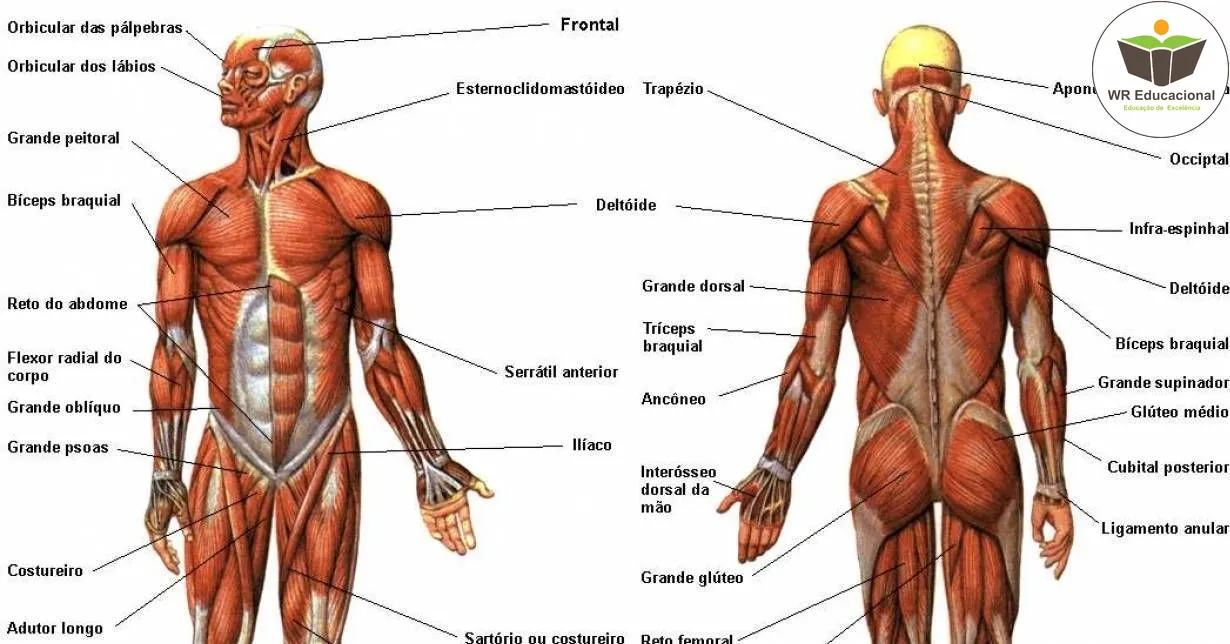 Orbicular das pálpebras
Orbicular dos lábios
Grande peitoral
Bíceps braquial
Reto do abdome
Flexor radial do
corpo
Grande oblíquo
Grande psoas
Costureiro
Adutor longo
Frontal
Esternoclidomastóideo
Deltóide
Serrátil anterior
Ilíaco
Sartório ou costureiro
Trapézio
Grande dorsal
Tríceps
braquial
Ancôneo
Interósseo
dorsal da
mão
Grande glúteo
Reto femoral
WR Educacional
Educação de Excelência
Occiptal
Infra-espinhal
Deltóide
Bíceps braquial
Grande supinador
Glúteo médio
Cubital posterior
Ligamento anular